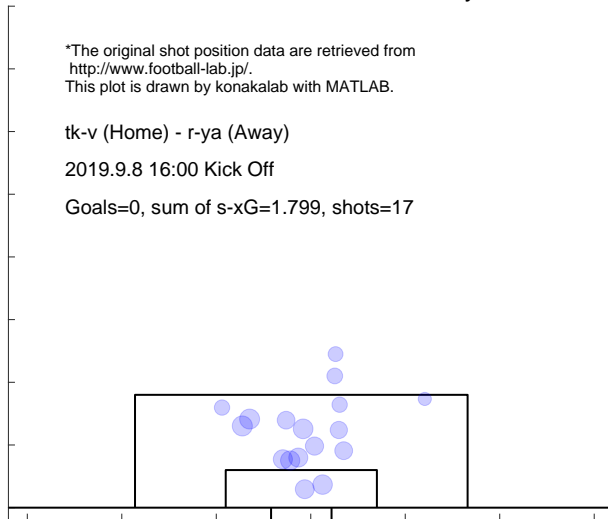 *The original shot position data are retrieved from
http://www.football-lab.jp/.
This plot is drawn by konakalab with MATLAB.
tk-v (Home) - r-ya (Away)
2019.9.8 16:00 Kick Off
Goals=0, sum of s-xG=1.799, shots=17